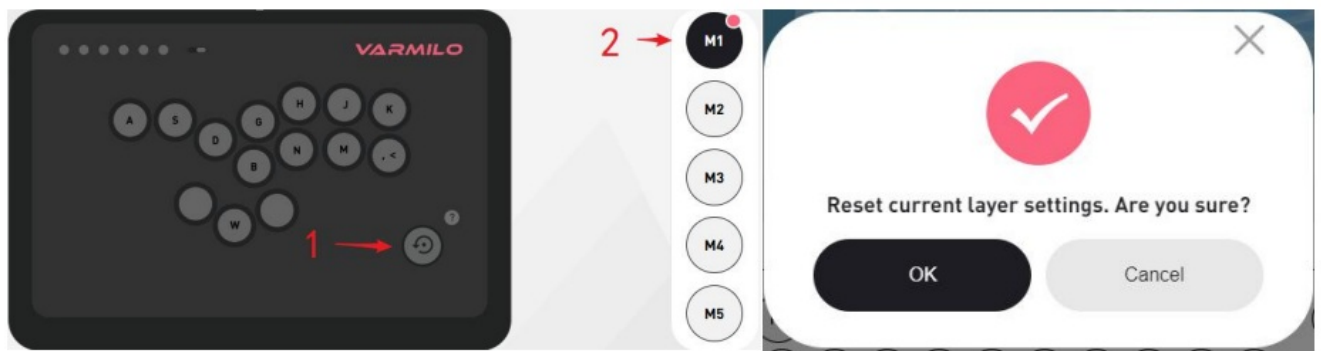 VARMILO
A
S
D
G
H
J
K
B
N
M
, <
W
?
1
2
M1
M2
M3
M4
M5
Reset current layer settings. Are you sure?
OK
Cancel